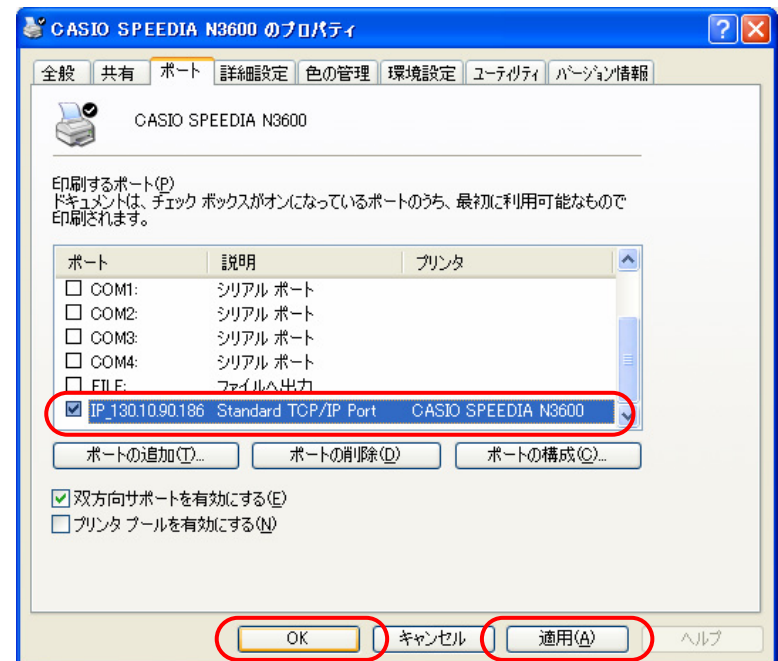 CASIO SPEEDIA N3600 のプロパティ
全般 共有 ポート 詳細設定 色の管理 環境設定 ユーティリティ バージョン情報
CASIO SPEEDIA N3600
印刷するポート(P)
ドキュメントは、チェック ボックスがオンになっているポートのうち、最初に利用可能なもので
印刷されます。
ポート 説明 プリンタ
COM1: シリアル ポート
COM2: シリアル ポート
COM3: シリアル ポート
COM4: シリアル ポート
FILE: ファイルへ出力
IP_130.10.90.186 Standard TCP/IP Port CASIO SPEEDIA N3600
ポートの追加(T)... ポートの削除(D) ポートの構成(C)...
双方向サポートを有効にする(E)
プリンタ プールを有効にする(N)
OK キャンセル 適用(A) ヘルプ